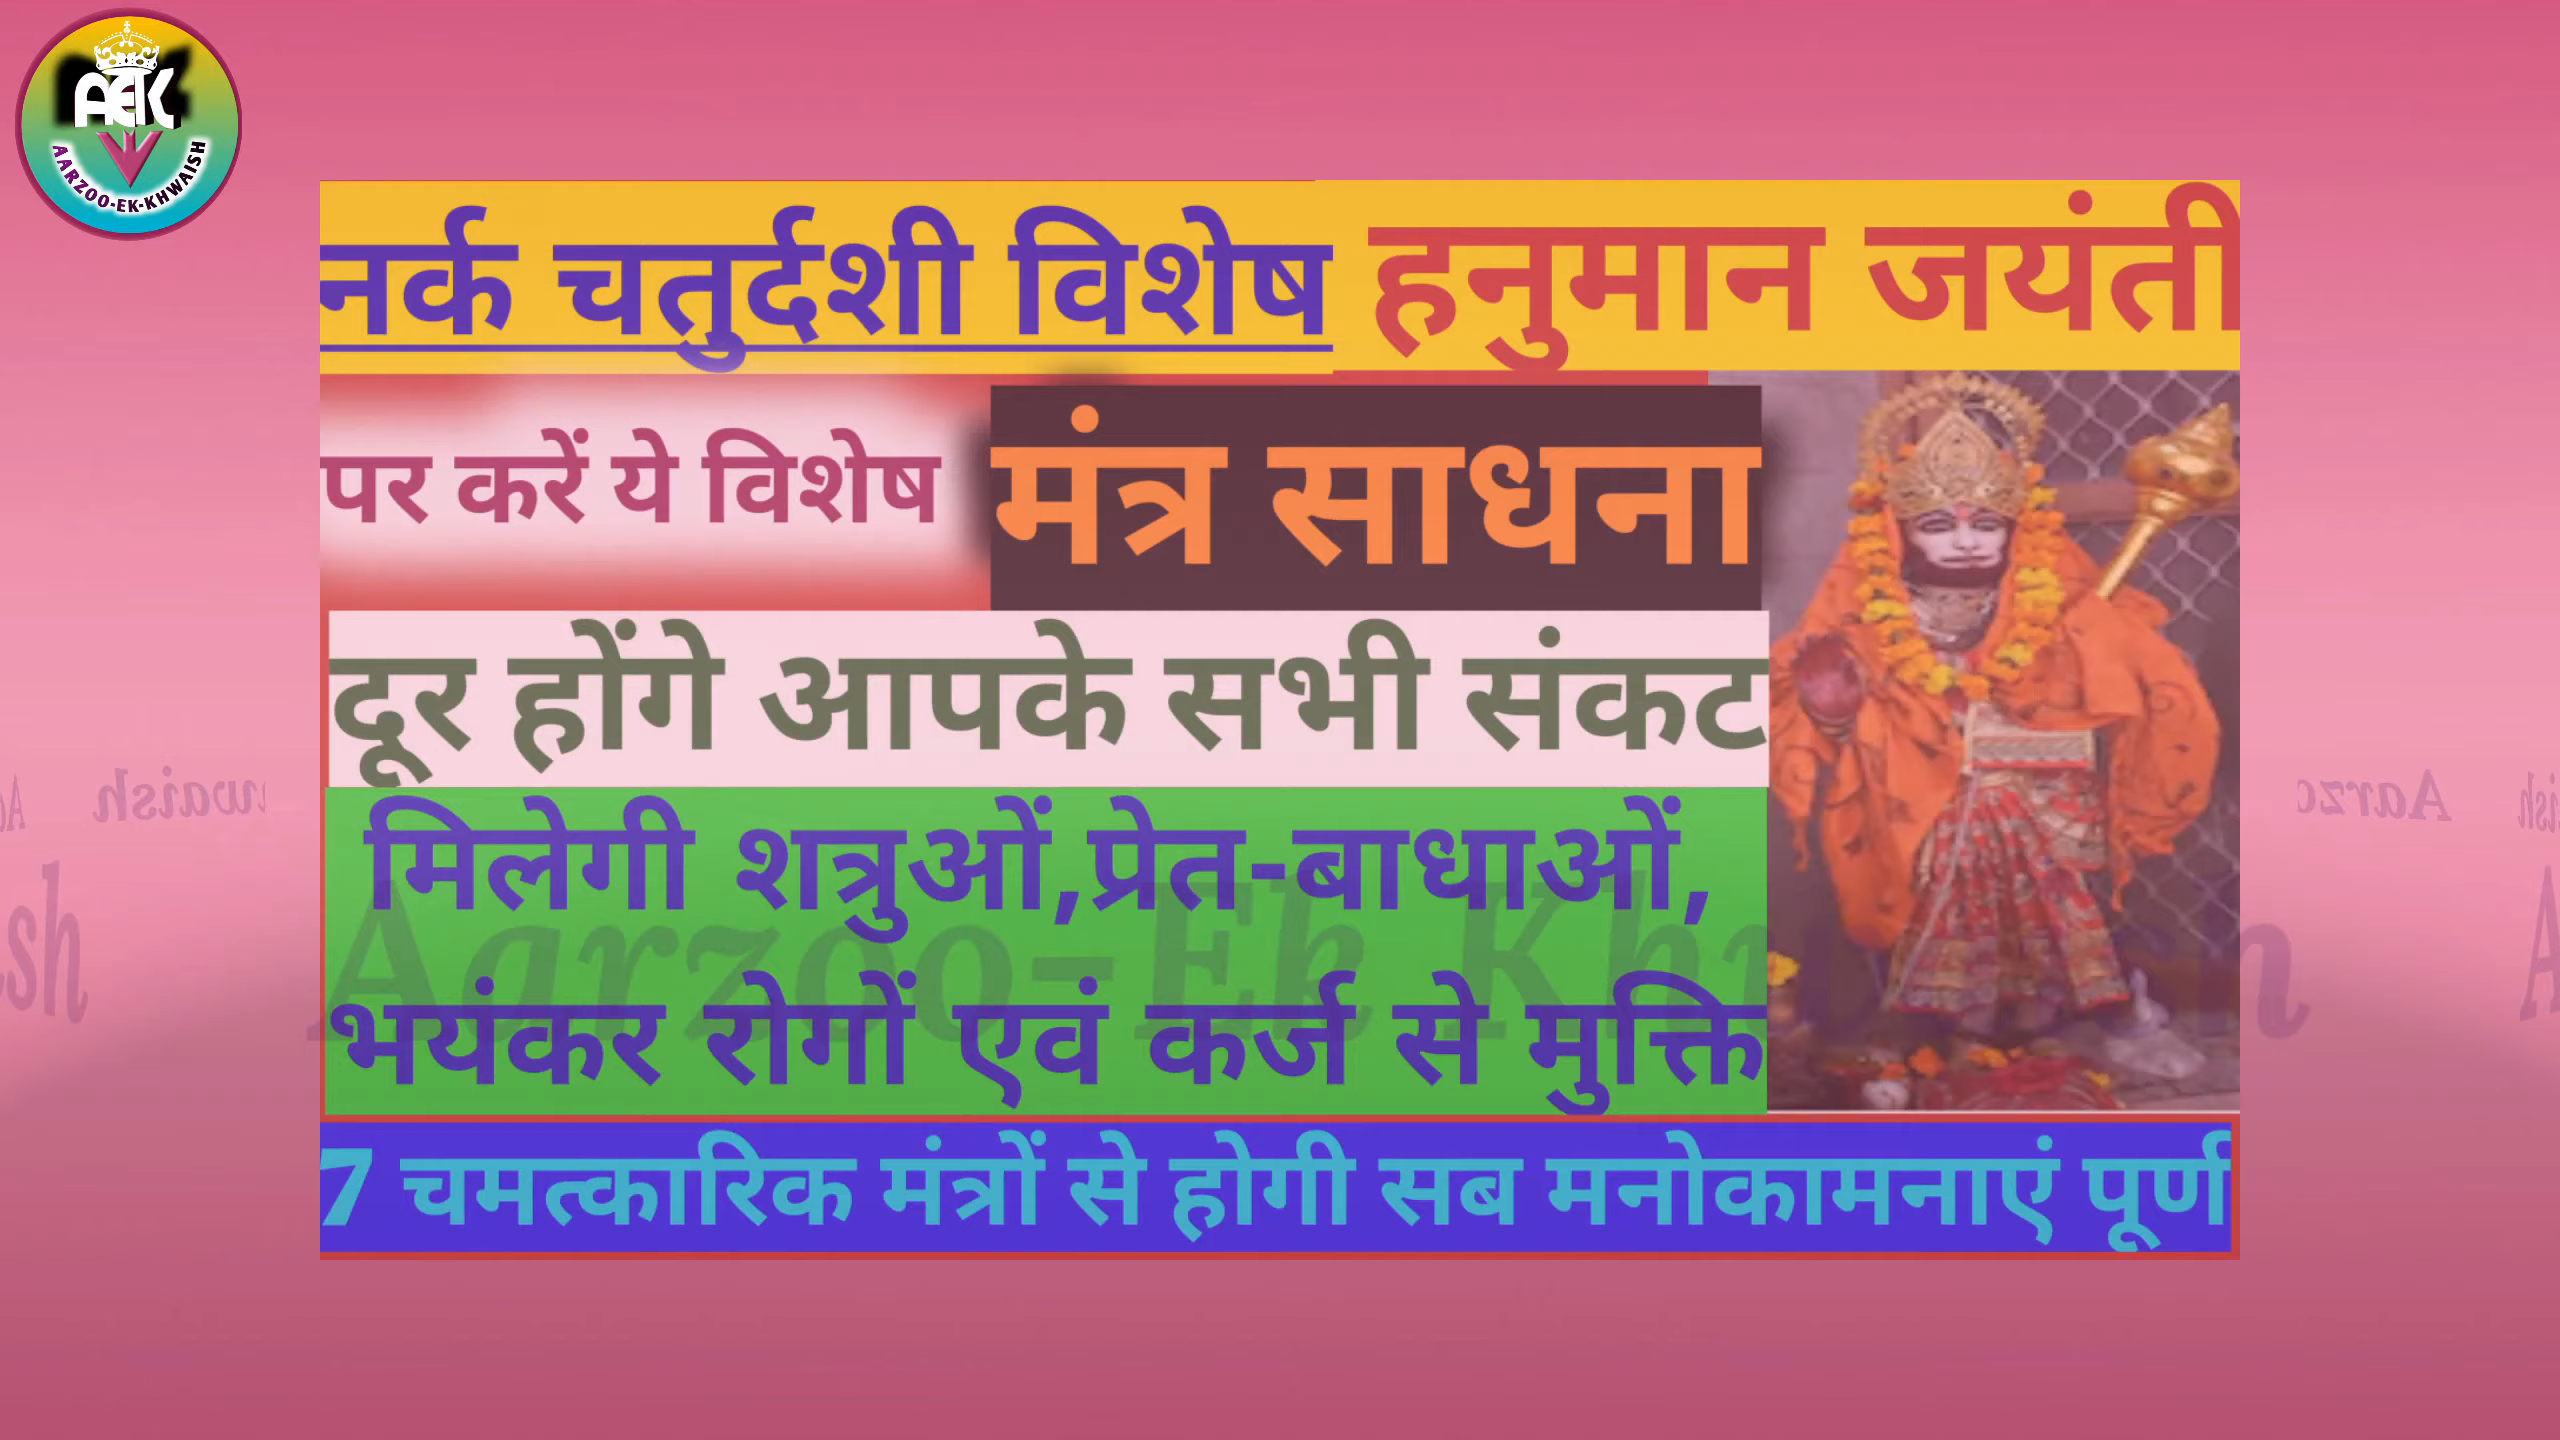 AEK
AARZOO-EK-KHWAISH
नर्क चतुर्दशी विशेष हनुमान जयंती
पर करें ये विशेष मंत्र साधना
दूर होंगे आपके सभी संकट
मिलेगी शत्रुओं,प्रेत-बाधाओं,
भयंकर रोगों एवं कर्ज से मुक्ति
7 चमत्कारिक मंत्रों से होगी सब मनोकामनाएं पूर्ण